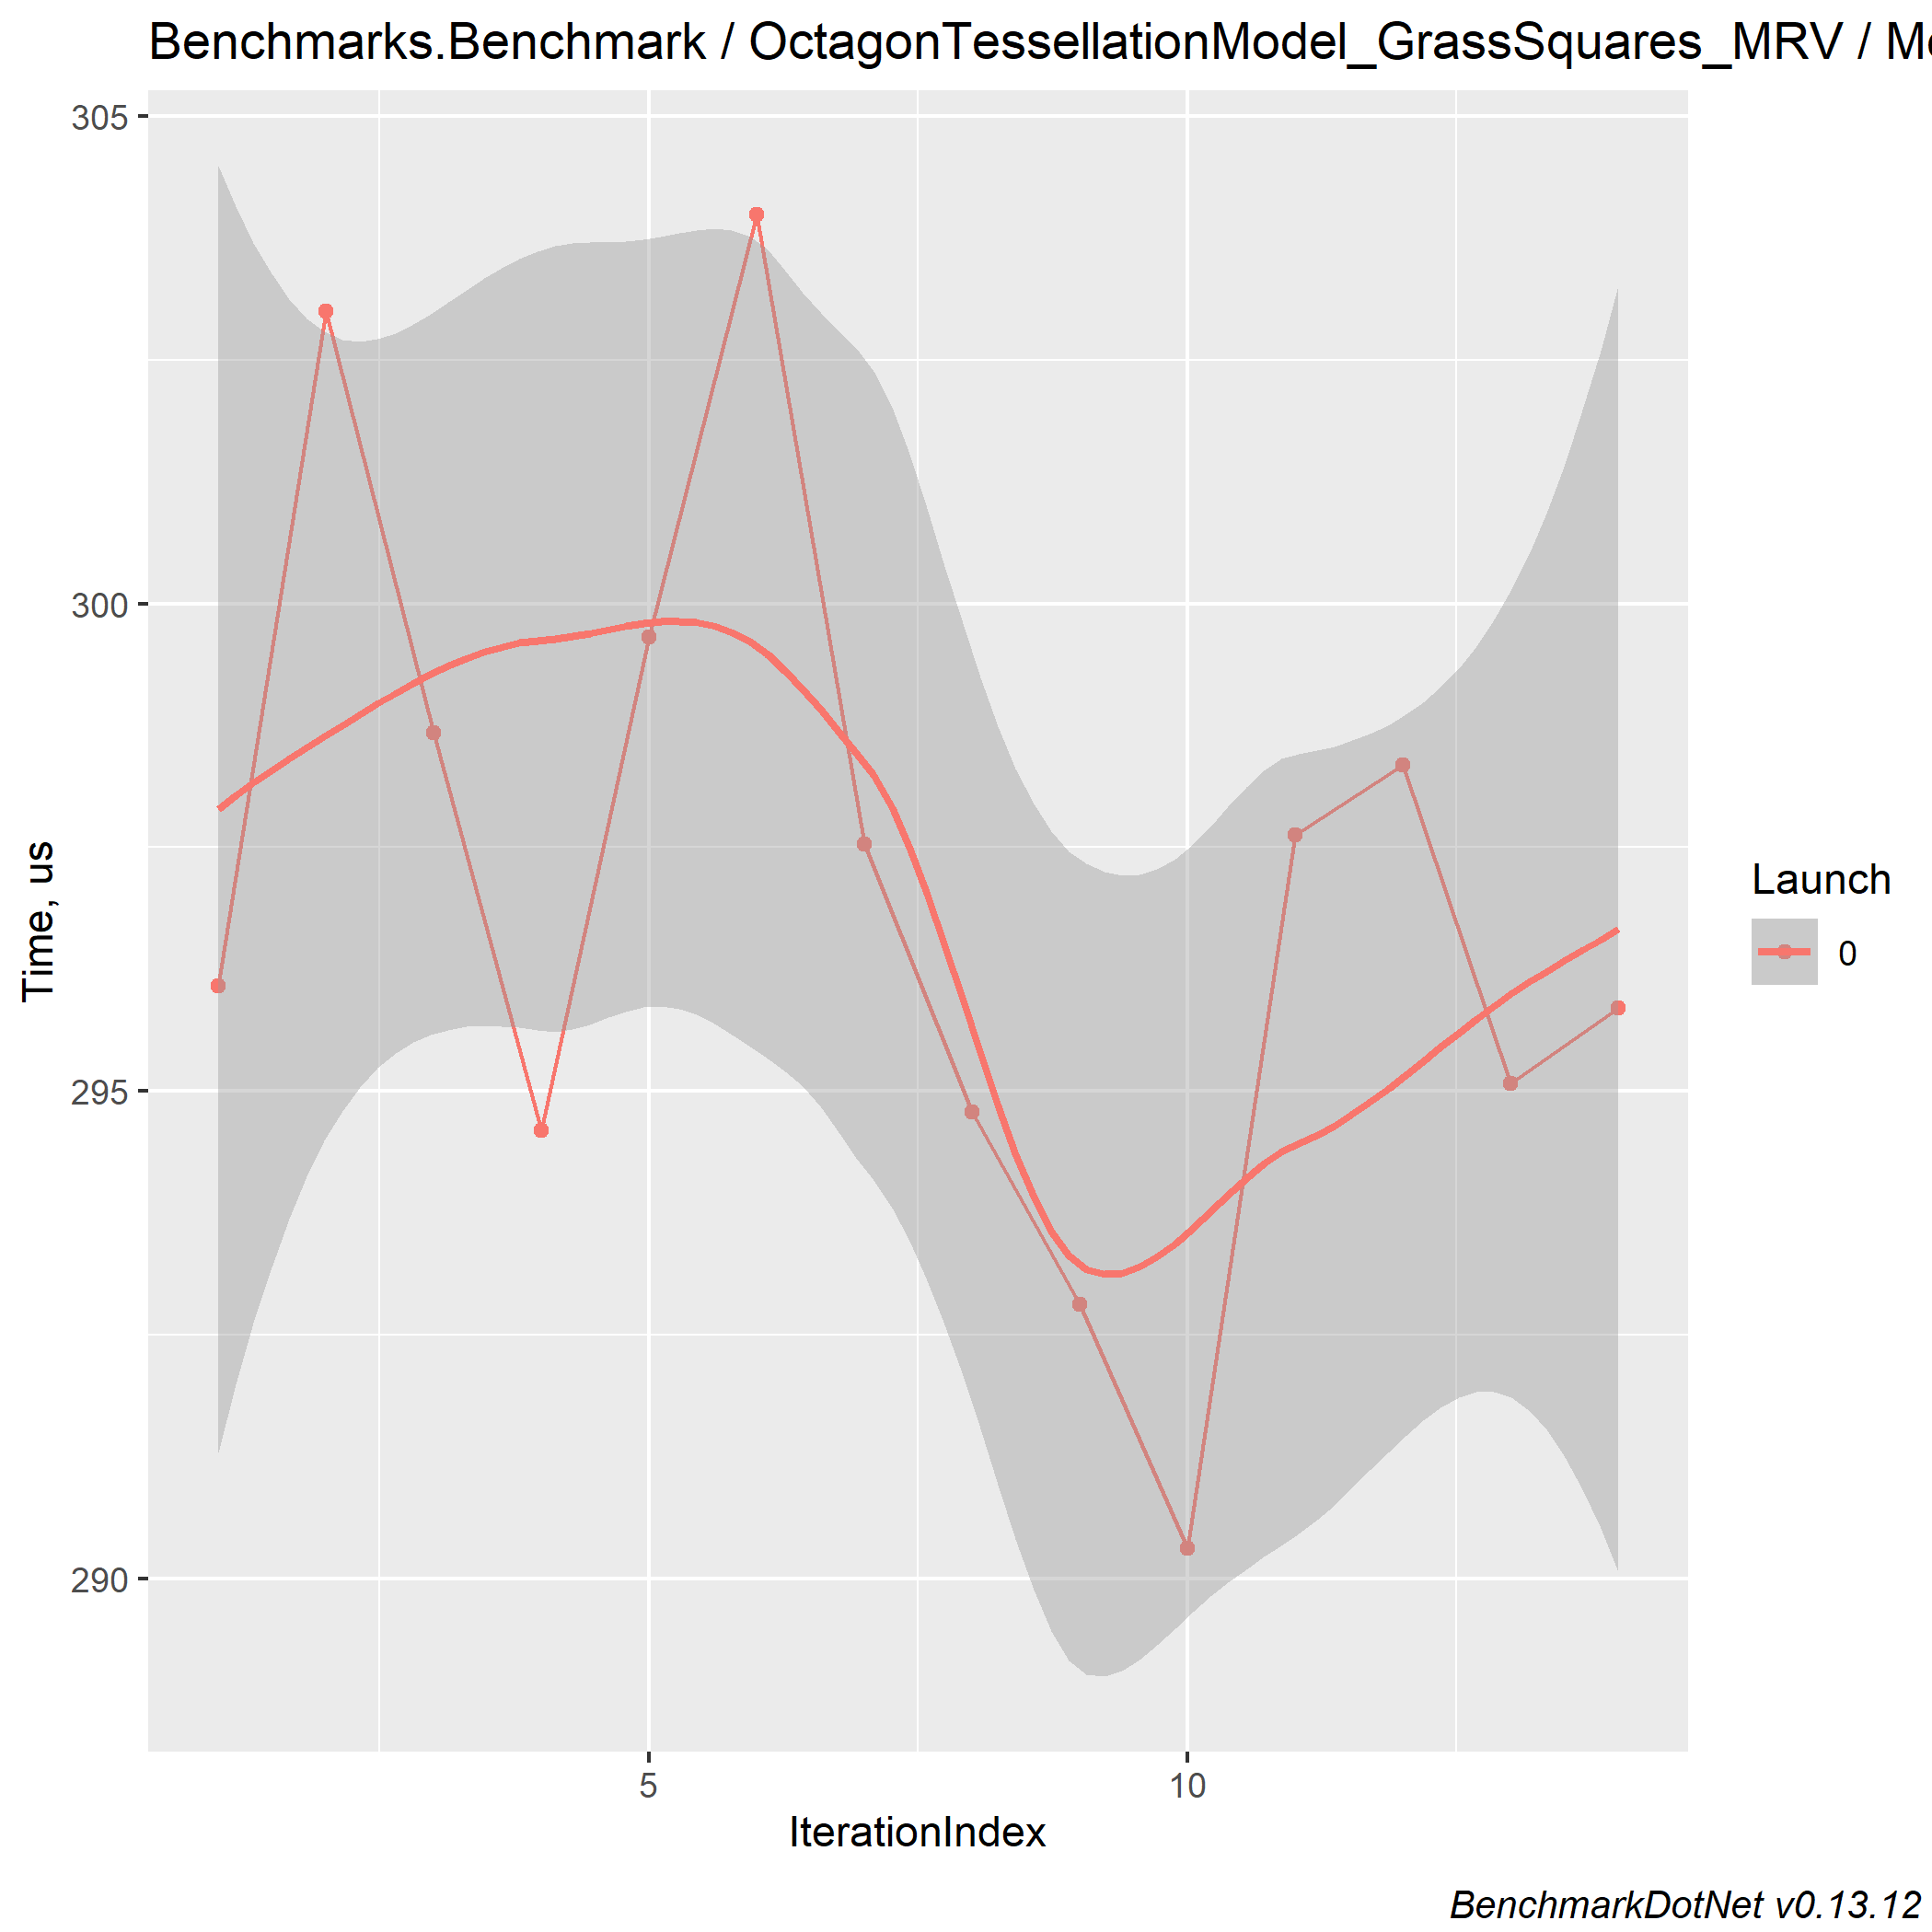 Benchmarks.Benchmark / OctagonTessellationModel_GrassSquares_MRV /
305
300
295
290
Time, us
5
10
IterationIndex
Launch
0
BenchmarkDotNet v0.13.12